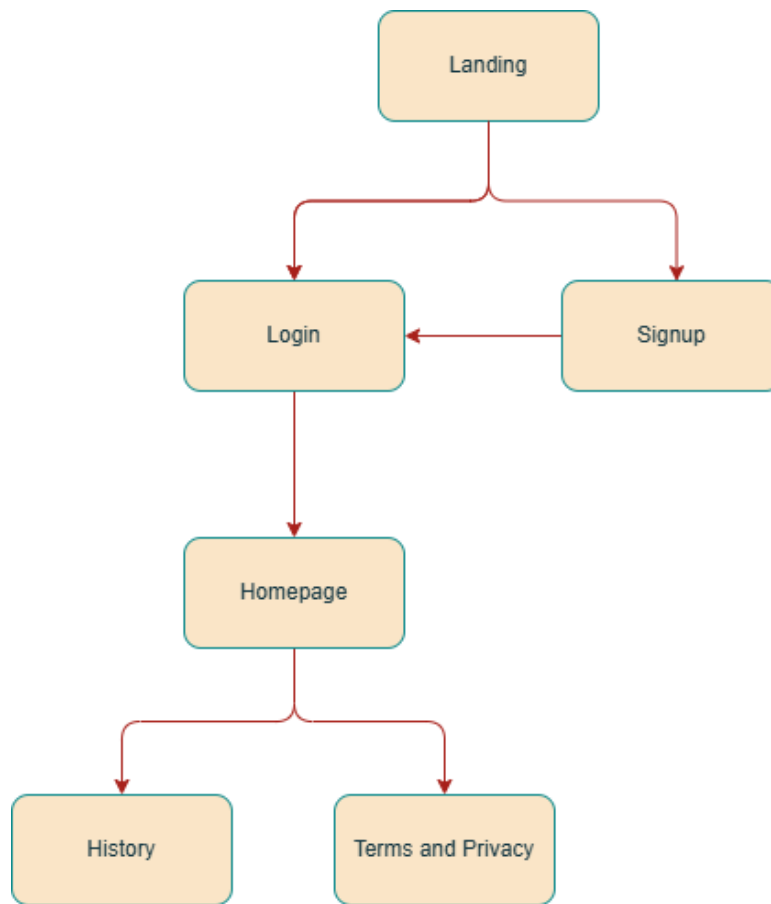 Landing
Login
Signup
Homepage
History
Terms and Privacy